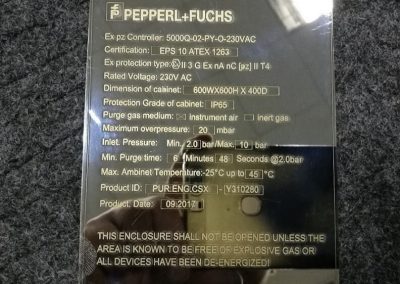 PEPPERL+FUCHS
Ex pz Controller: 5000Q-02-PY-O-230VAC
Certification: EPS 10 ATEX 1263
Ex protection type: Ex II 3 G Ex nA nC [pz] II T4
Rated Voltage: 230V AC
Dimension of cabinet: 600WX600H X 400D
Protection Grade of cabinet: IP65
Purge gas medium: instrument air inert gas
Maximum overpressure: 20 mbar
Inlet. Pressure: Min. 2.0 bar/Max. 10 bar
Min. Purge time: 6 Minutes 48 Seconds @2.0bar
Max. Ambinet Temperature:-25°C up to 45 °C
Product ID: PUR.ENG.CSX - Y310280
Product. Date: 09.2017
THIS ENCLOSURE SHALL NOT BE OPENED UNLESS THE
AREA IS KNOWN TO BE FREE OF EXPLOSIVE GAS OR
ALL DEVICES HAVE BEEN DE-ENERGIZED!